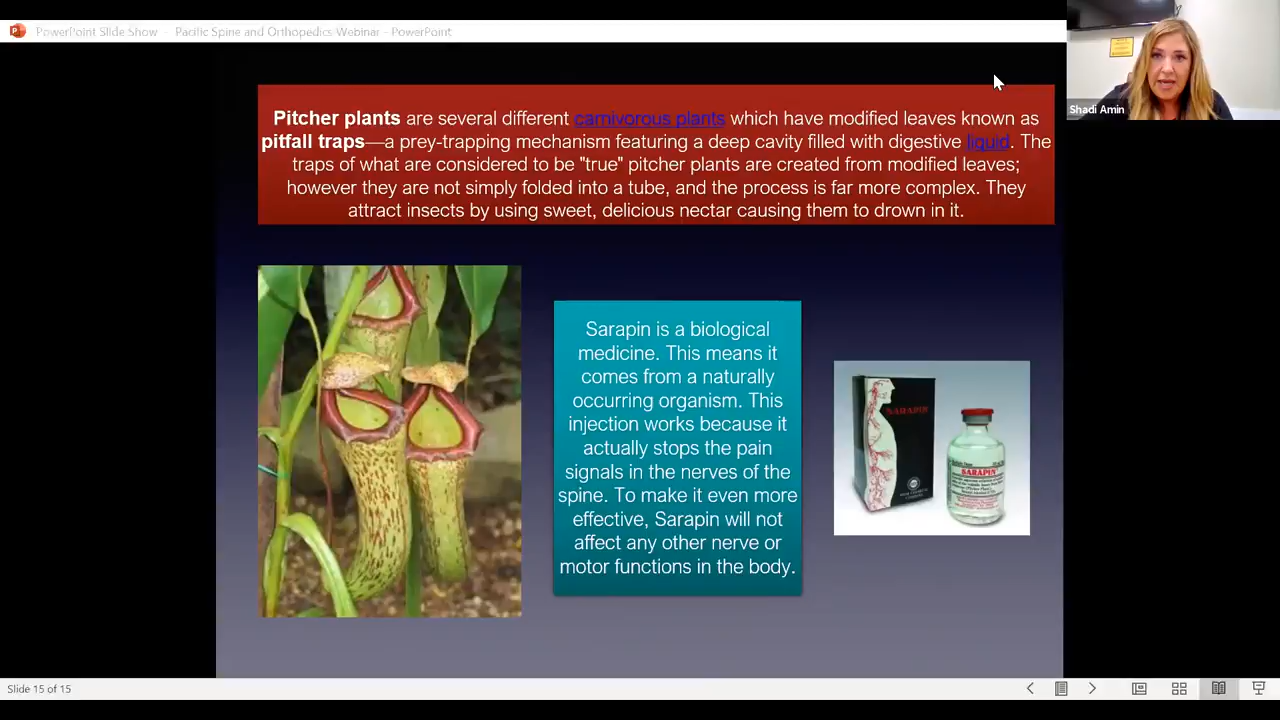 PowerPoint Slide Show - Pacific Spine and Orthopedics Webinar - PowerPoint
Shadi Amin
Pitcher plants are several different carnivorous plants which have modified leaves known as
pitfall traps—a prey-trapping mechanism featuring a deep cavity filled with digestive liquid. The
traps of what are considered to be "true" pitcher plants are created from modified leaves;
however they are not simply folded into a tube, and the process is far more complex. They
attract insects by using sweet, delicious nectar causing them to drown in it.
Sarapin is a biological
medicine. This means it
comes from a naturally
occurring organism. This
injection works because it
actually stops the pain
signals in the nerves of the
spine. To make it even more
effective, Sarapin will not
affect any other nerve or
motor functions in the body.
SARAPIN
SARAPIN
Slide 15 of 15